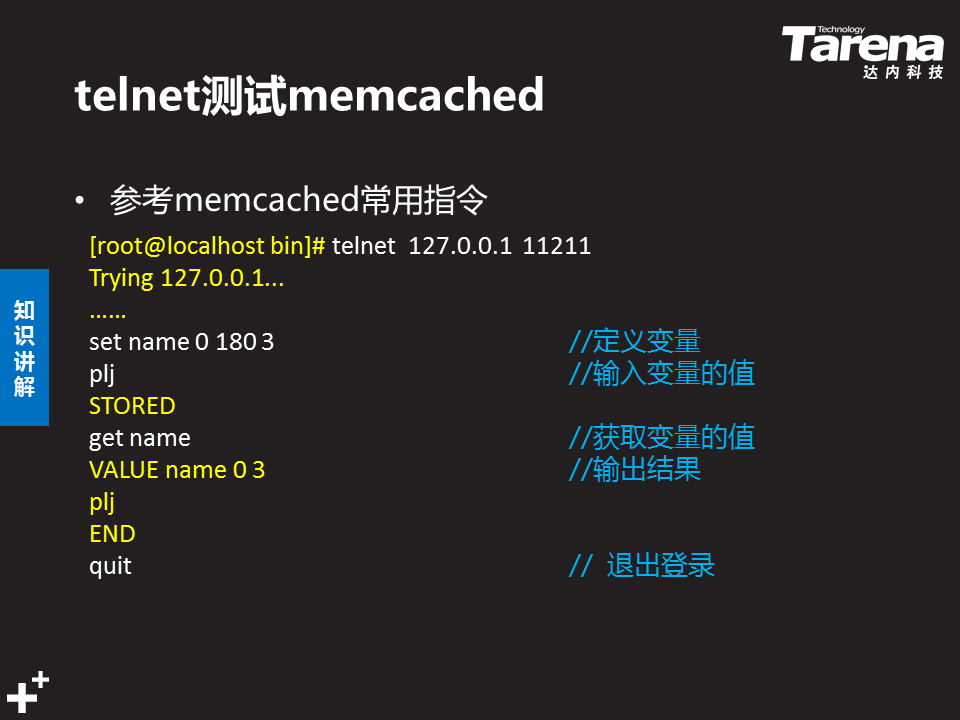 Technology
Tarena
达内科技
telnet测试memcached
• 参考memcached常用指令
[root@localhost bin]# telnet 127.0.0.1 11211
Trying 127.0.0.1...
……
set name 0 180 3 //定义变量
plj //输入变量的值
STORED
get name //获取变量的值
VALUE name 0 3 //输出结果
plj
END
quit // 退出登录
知识讲解